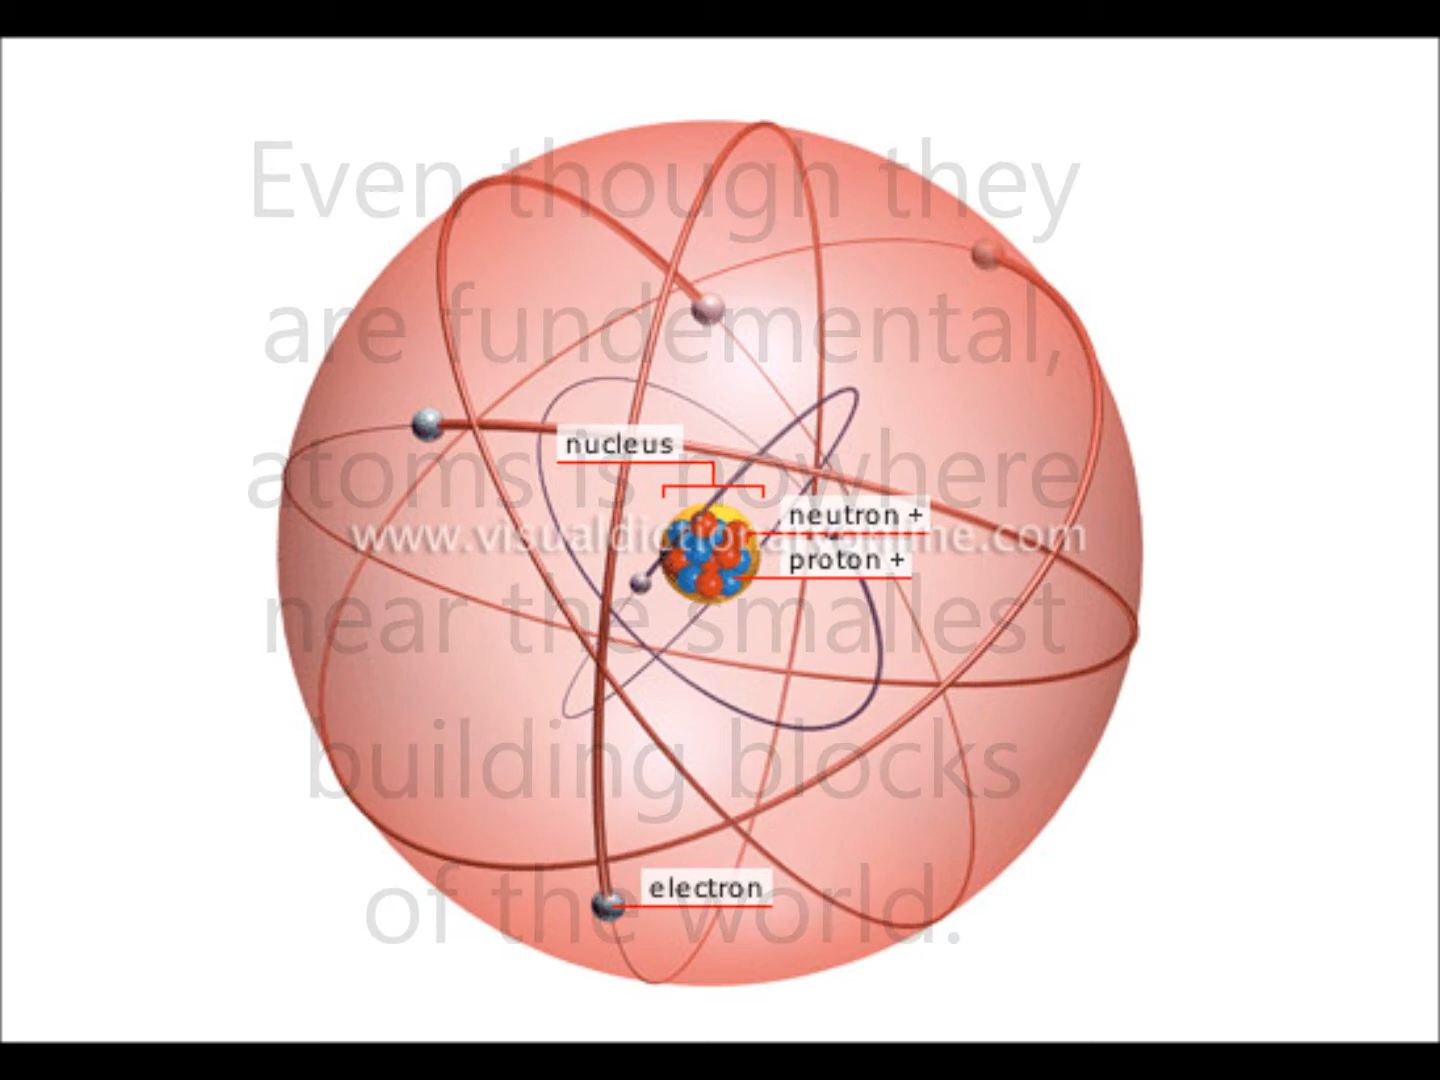 Even though they
are fundemental,
atoms is nowhere
near the smallest
building blocks
of the world.
nucleus
neutron +
proton +
electron
www.visualdictionaryonline.com